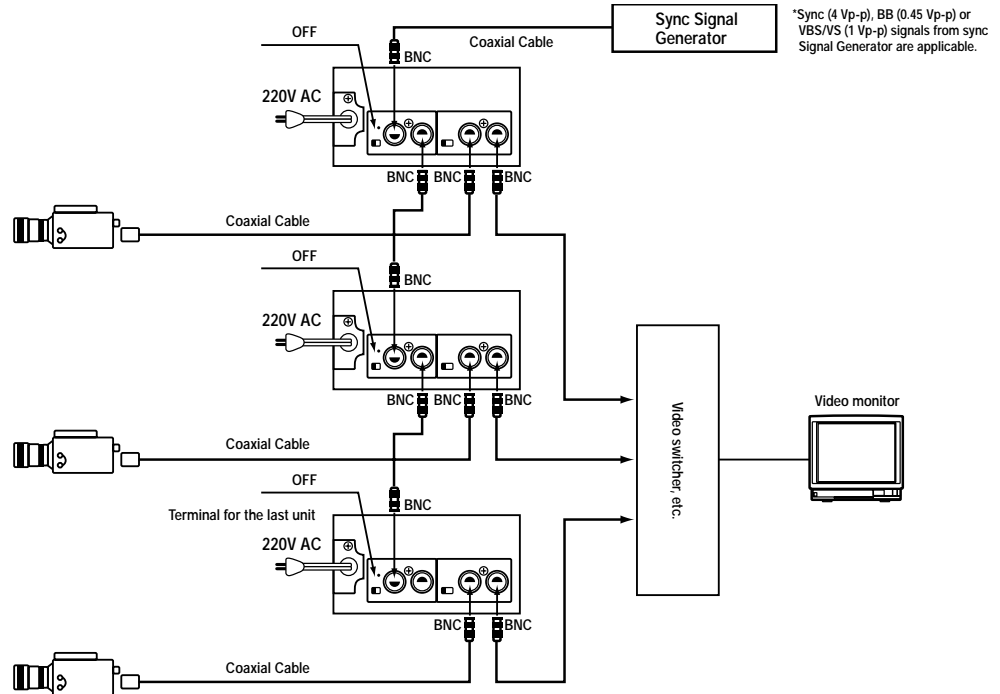 Sync Signal
Generator
*Sync (4 Vp-p), BB (0.45 Vp-p) or
VBS/VS (1 Vp-p) signals from sync
Signal Generator are applicable.
OFF
Coaxial Cable
BNC
220V AC
BNC
BNC
BNC
Coaxial Cable
OFF
BNC
220V AC
BNC
BNC
BNC
Coaxial Cable
OFF
BNC
Terminal for the last unit
220V AC
BNC
BNC
Coaxial Cable
Video switcher, etc.
Video monitor